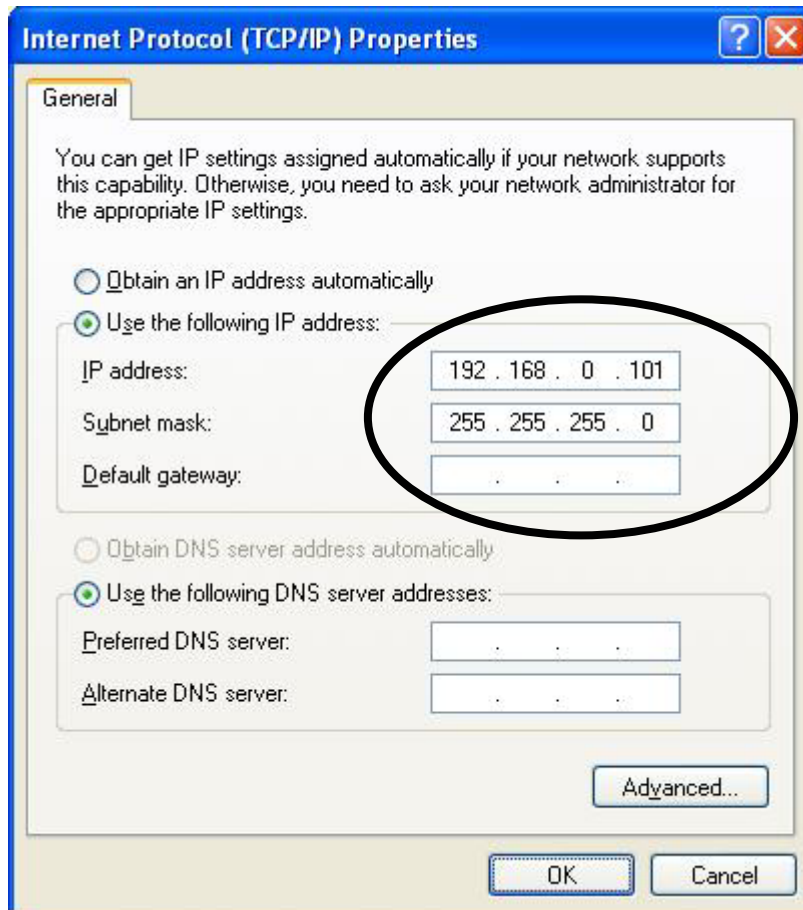 Internet Protocol (TCP/IP) Properties
General
You can get IP settings assigned automatically if your network supports
this capability. Otherwise, you need to ask your network administrator for
the appropriate IP settings.
Obtain an IP address automatically
Use the following IP address:
IP address: 192 . 168 . 0 . 101
Subnet mask: 255 . 255 . 255 . 0
Default gateway: . . .
Obtain DNS server address automatically
Use the following DNS server addresses:
Preferred DNS server: . . .
Alternate DNS server: . . .
Advanced...
OK Cancel